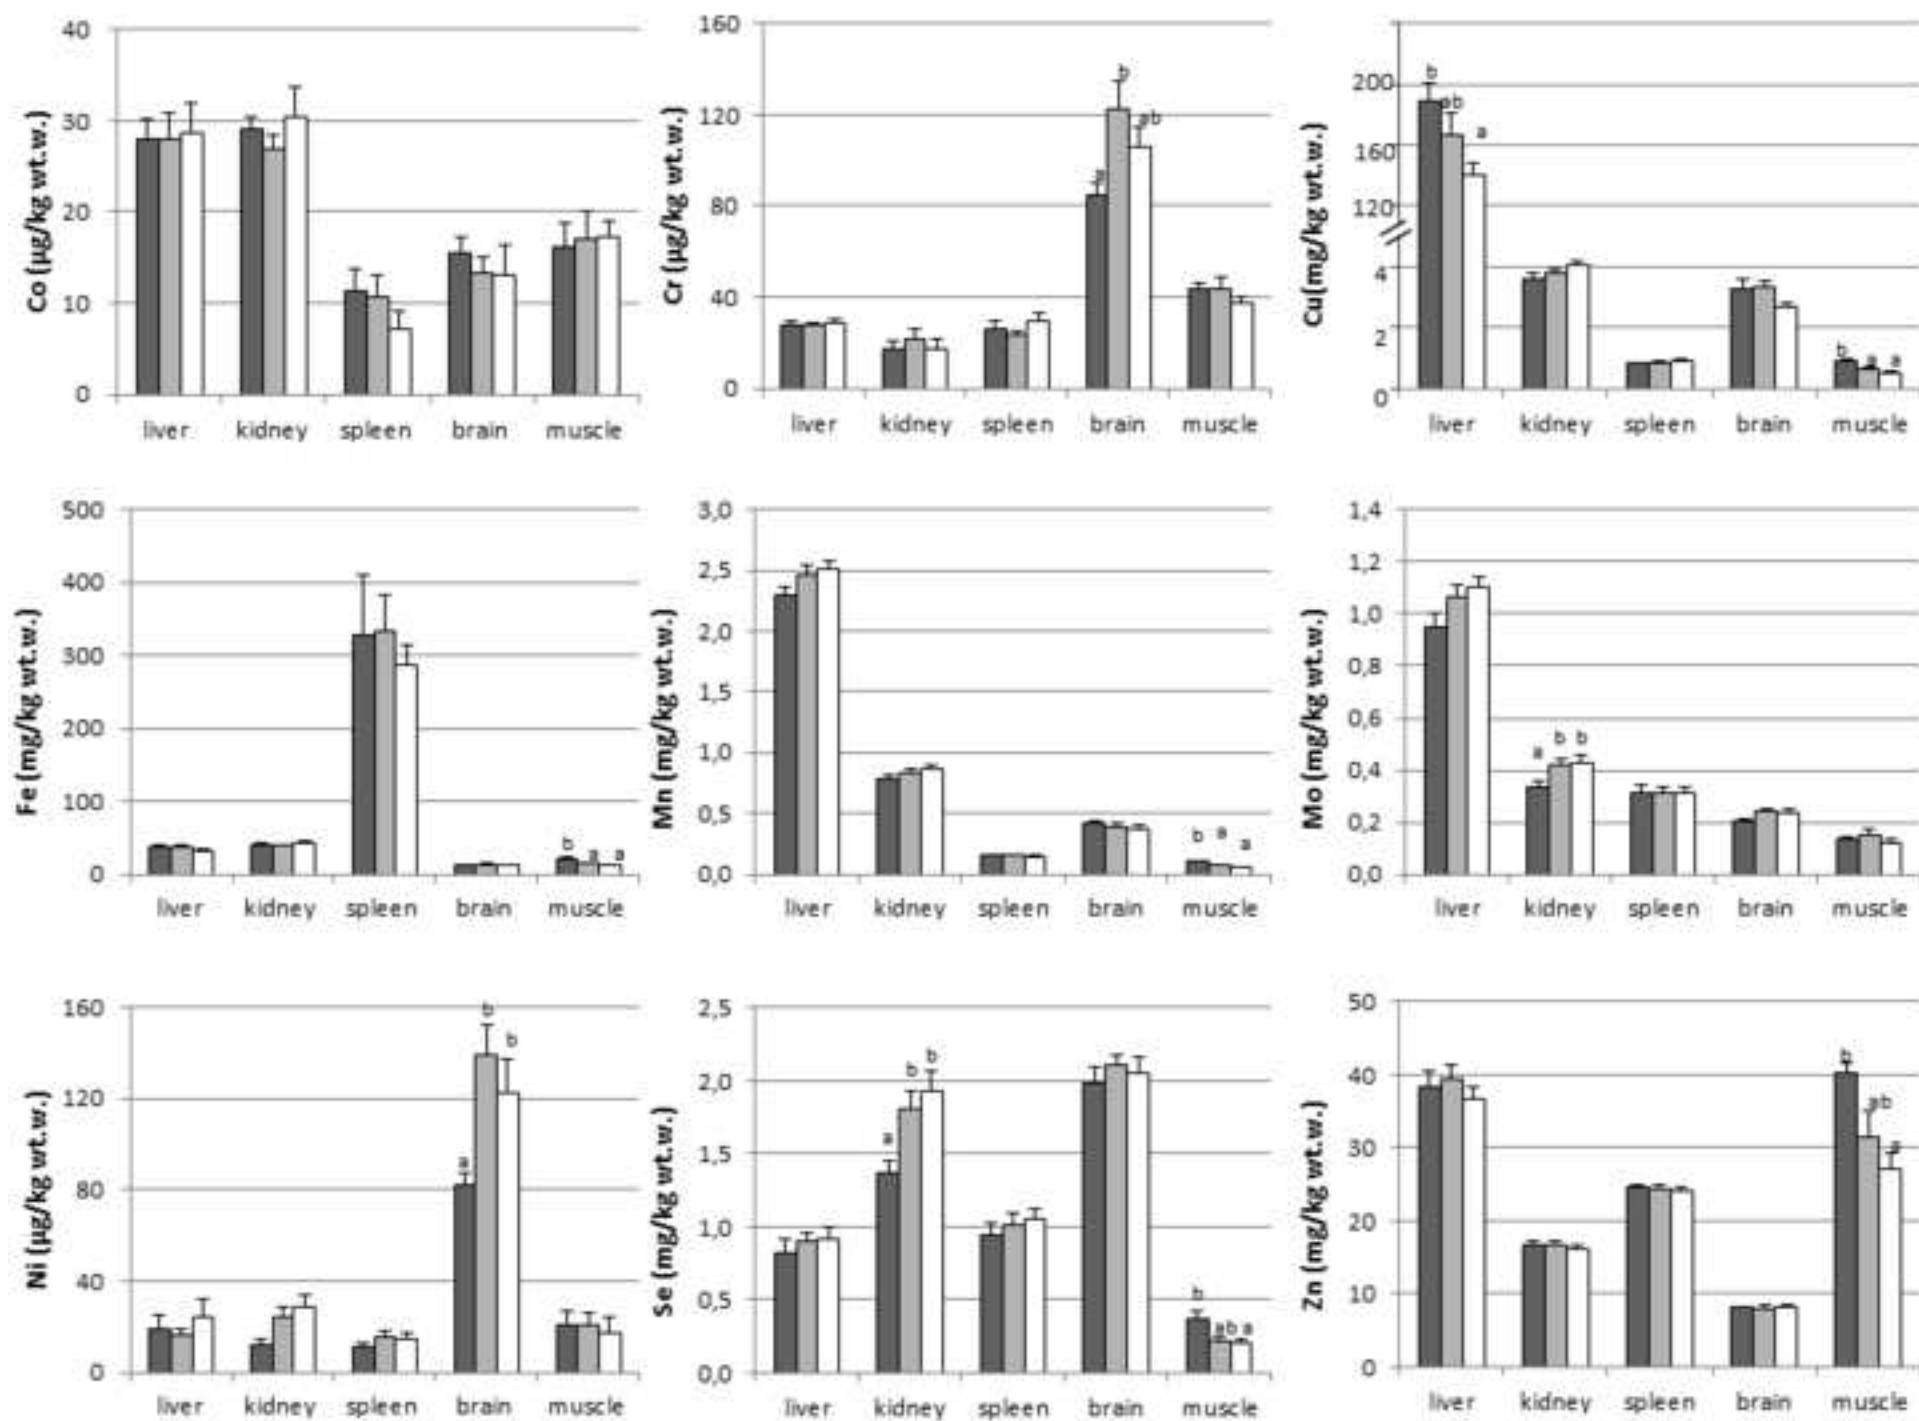 Co (µg/kg wt.w.)
40
30
20
10
0
liver kidney spleen brain muscle
Cr (µg/kg wt.w.)
160
120
80
40
0
a b ab
liver kidney spleen brain muscle
Cu(mg/kg wt.w.)
200
160
120
4
2
0
b ab a
b a a
liver kidney spleen brain muscle
Fe (mg/kg wt.w.)
500
400
300
200
100
0
b a a
liver kidney spleen brain muscle
Mn (mg/kg wt.w.)
3,0
2,5
2,0
1,5
1,0
0,5
0,0
b a a
liver kidney spleen brain muscle
Mo (mg/kg wt.w.)
1,4
1,2
1,0
0,8
0,6
0,4
0,2
0,0
a b b
liver kidney spleen brain muscle
Ni (µg/kg wt.w.)
160
120
80
40
0
a b b
liver kidney spleen brain muscle
Se (mg/kg wt.w.)
2,5
2,0
1,5
1,0
0,5
0,0
a b b
b ab a
liver kidney spleen brain muscle
Zn (mg/kg wt.w.)
50
40
30
20
10
0
b ab a
liver kidney spleen brain muscle